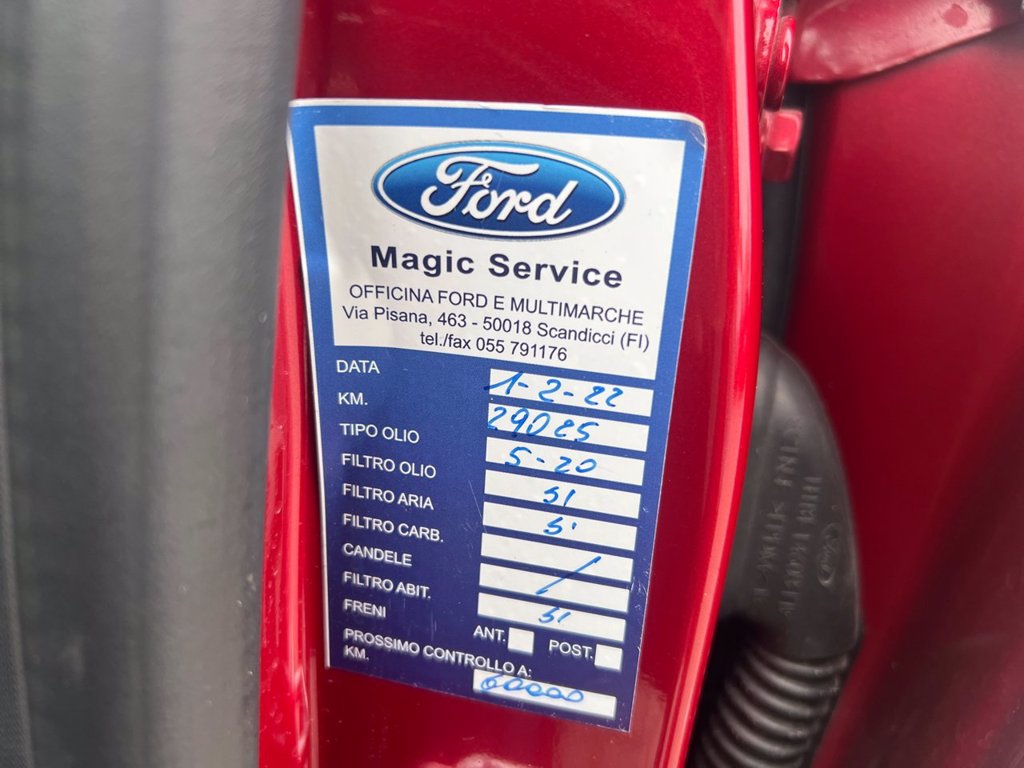 Ford
Magic Service
OFFICINA FORD E MULTIMARCHE
Via Pisana, 463 - 50018 Scandicci (FI)
tel./fax 055 791176
DATA 1-2-22
KM. 29025
TIPO OLIO 5-20
FILTRO OLIO SI
FILTRO ARIA SI
FILTRO CARB. /
CANDELE /
FILTRO ABIT. SI
FRENI ANT. POST.
PROSSIMO CONTROLLO A:
KM. 60000